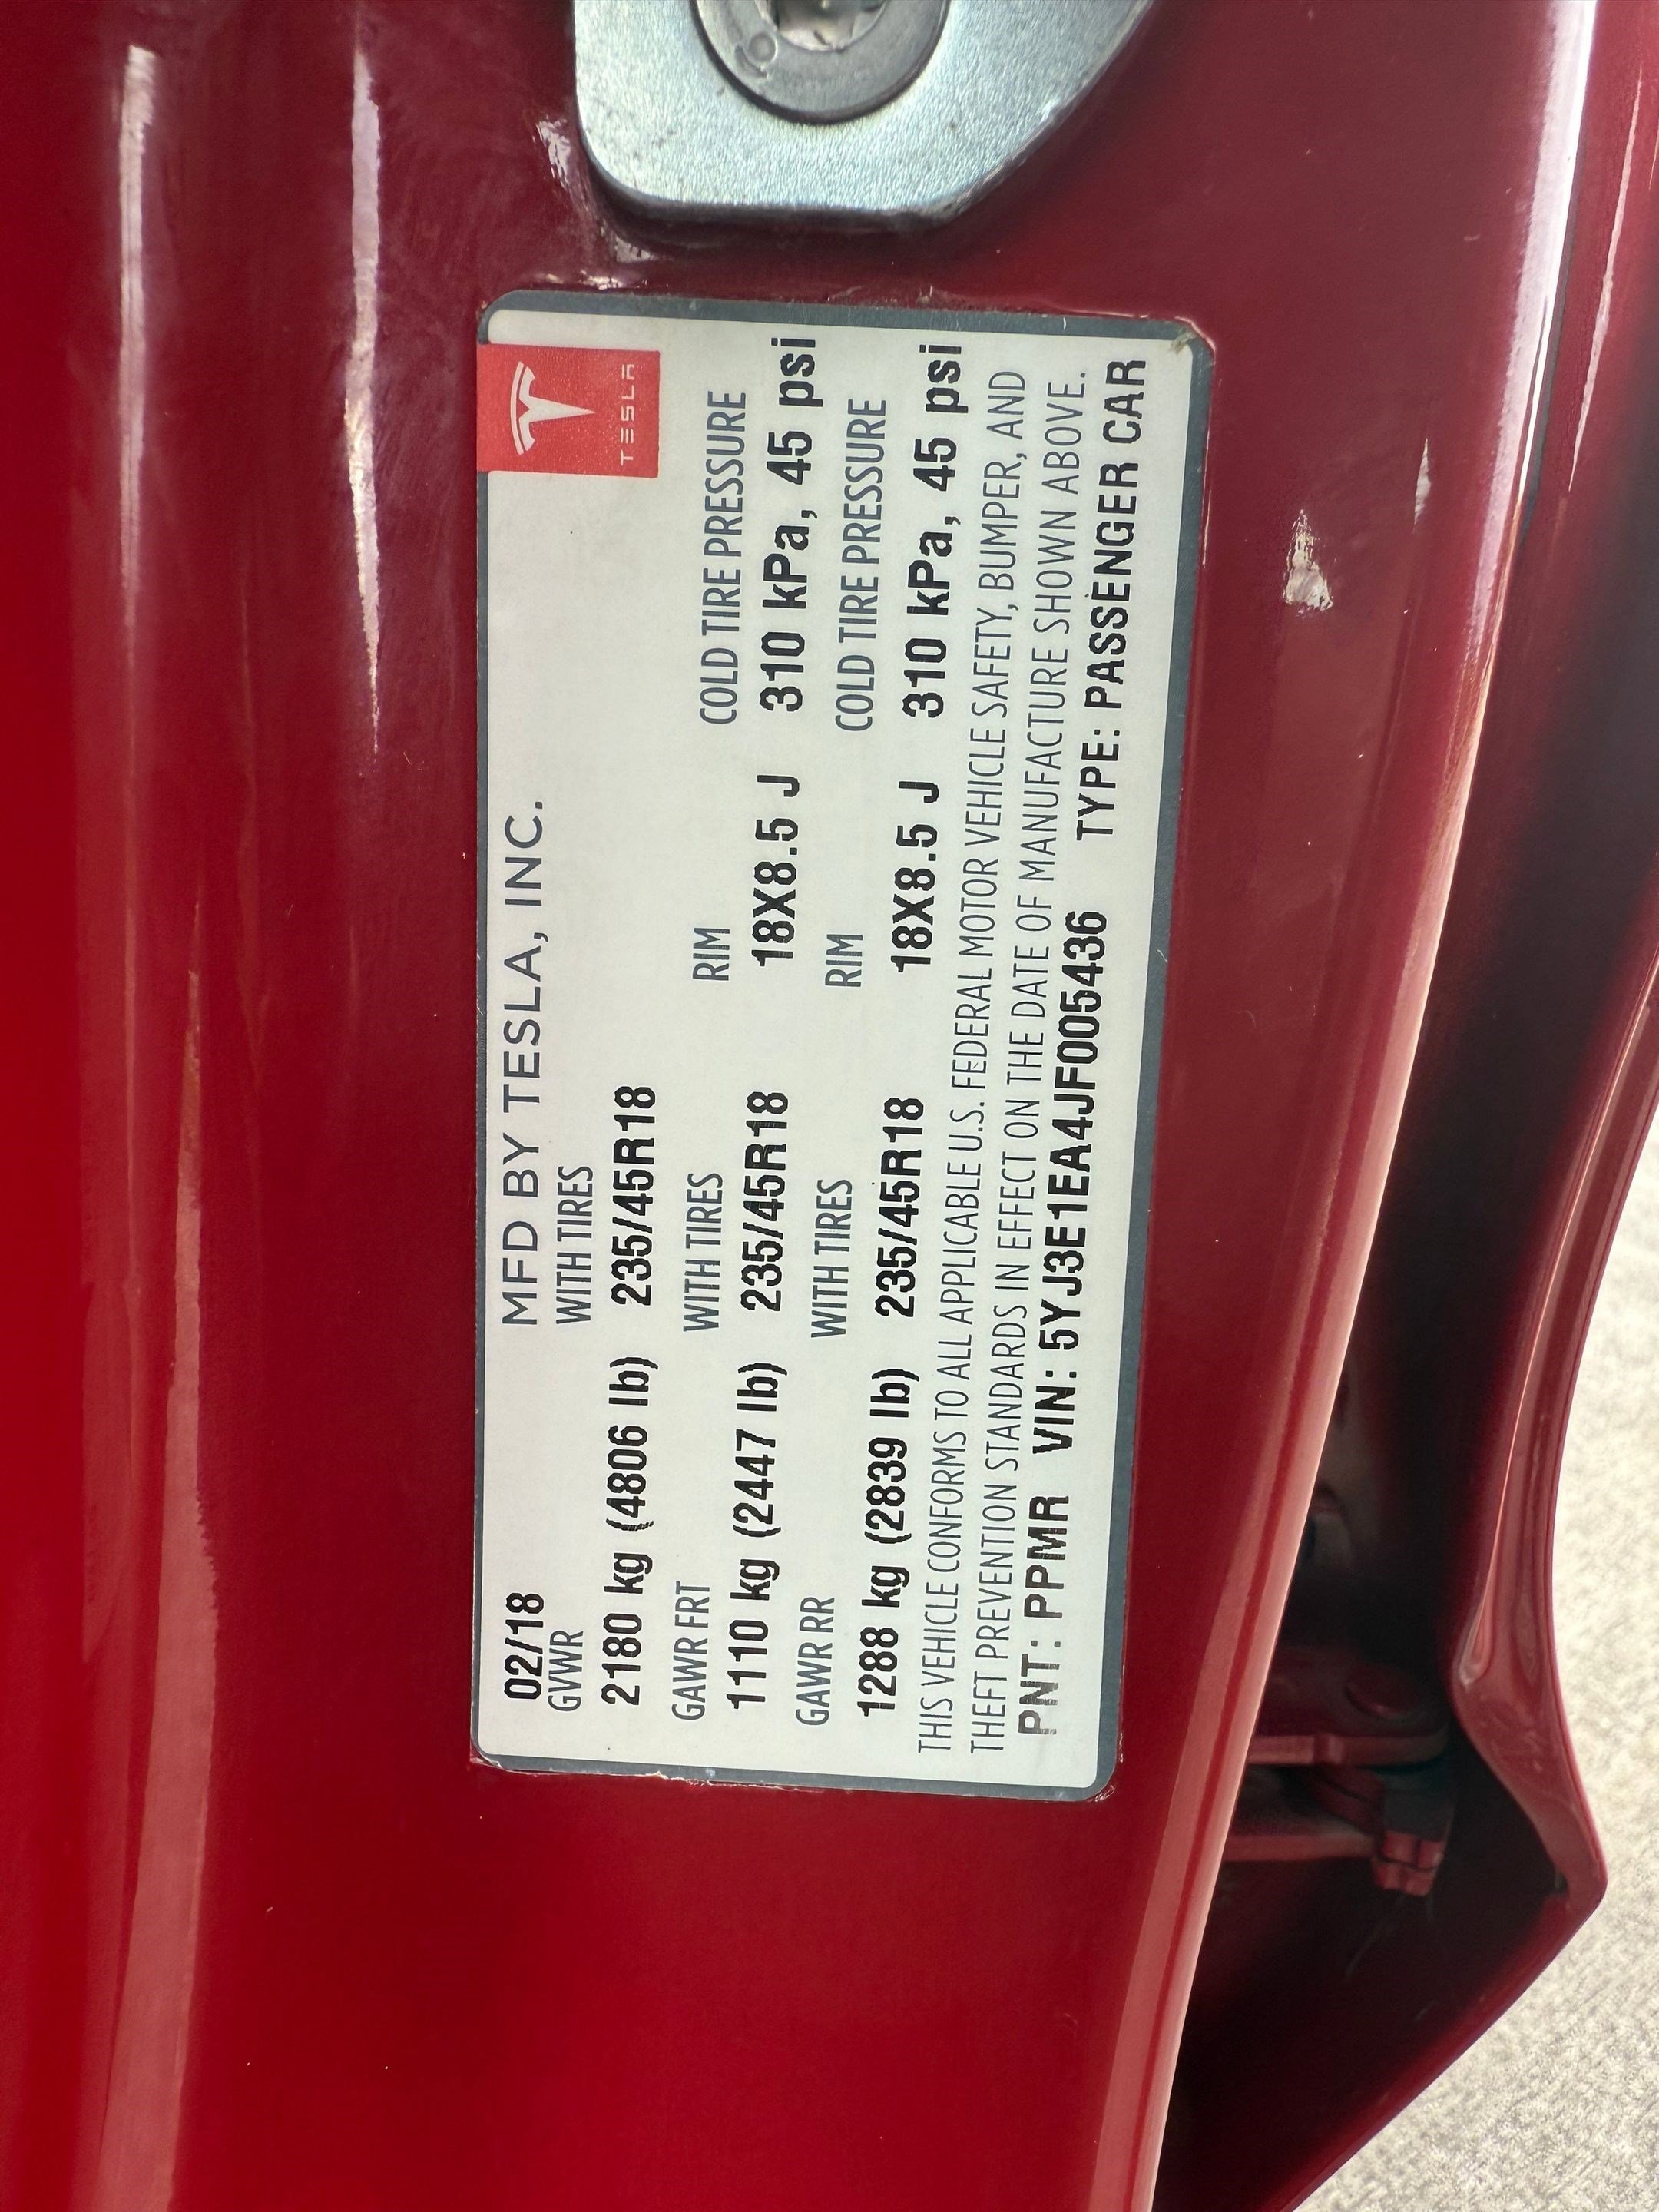 02/18 MFD BY TESLA, INC.
TESLA
GVWR WITH TIRES
2180 kg (4806 lb) 235/45R18
GAWR FRT WITH TIRES RIM COLD TIRE PRESSURE
1110 kg (2447 lb) 235/45R18 18X8.5 J 310 kPa, 45 psi
GAWR RR WITH TIRES RIM COLD TIRE PRESSURE
1288 kg (2839 lb) 235/45R18 18X8.5 J 310 kPa, 45 psi
THIS VEHICLE CONFORMS TO ALL APPLICABLE U.S. FEDERAL MOTOR VEHICLE SAFETY, BUMPER, AND
THEFT PREVENTION STANDARDS IN EFFECT ON THE DATE OF MANUFACTURE SHOWN ABOVE.
PNT: PPMR VIN: 5YJ3E1EA4JF005436 TYPE: PASSENGER CAR